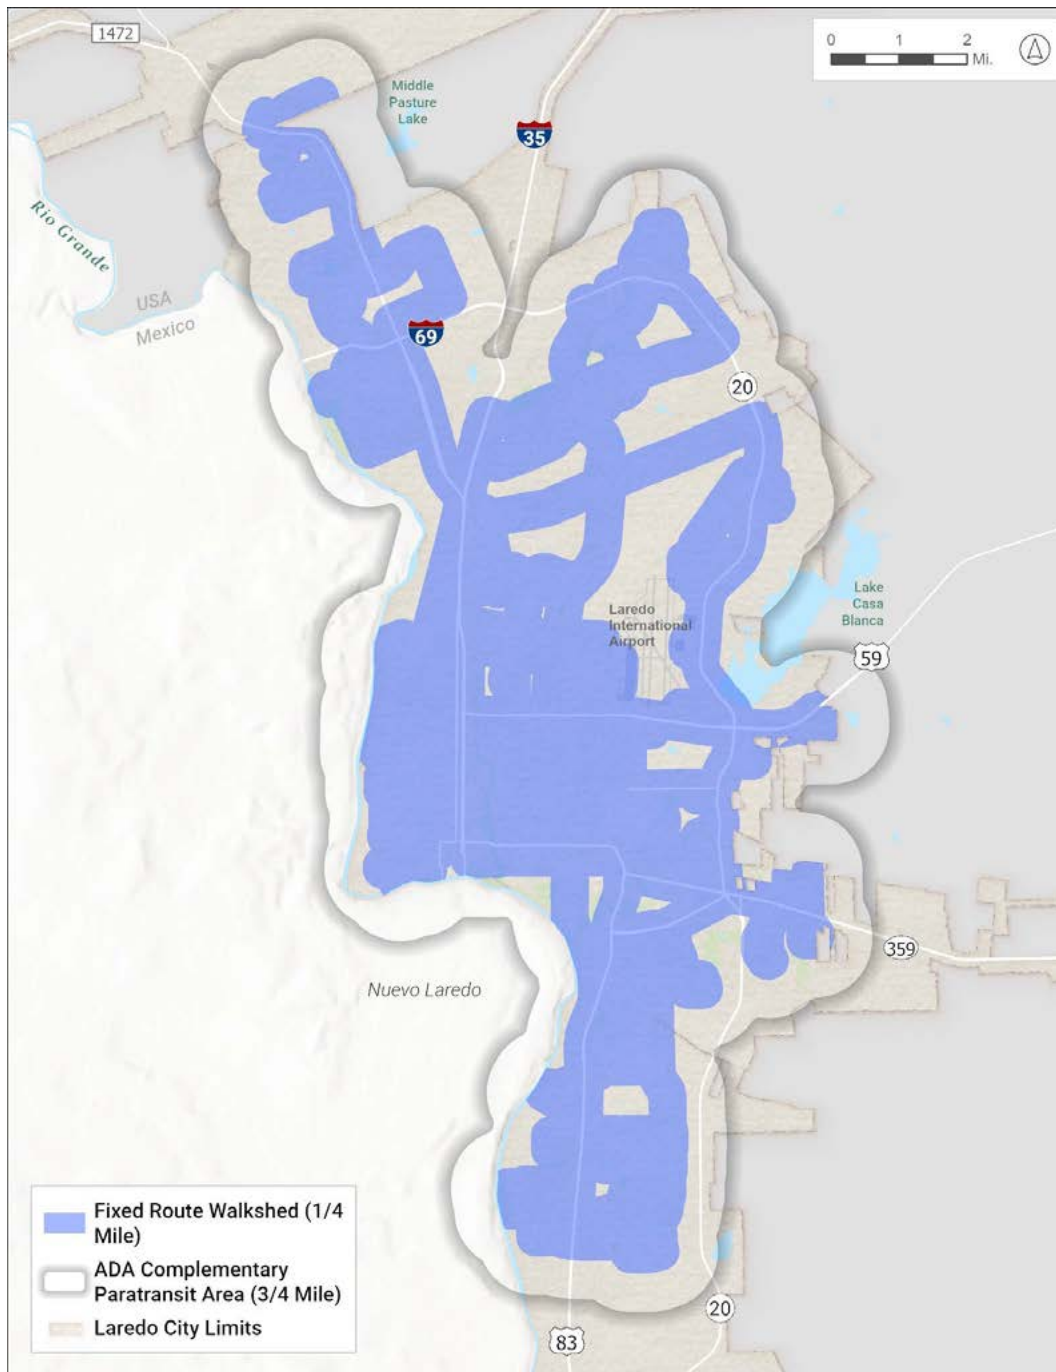 1472
0 1 2
Mi.
Middle
Pasture
Lake
35
Rio Grande
USA
Mexico
69
20
Lake
Casa
Blanca
Laredo
International
Airport
59
359
Nuevo Laredo
Fixed Route Walkshed (1/4
Mile)
ADA Complementary
Paratransit Area (3/4 Mile)
Laredo City Limits
20
83